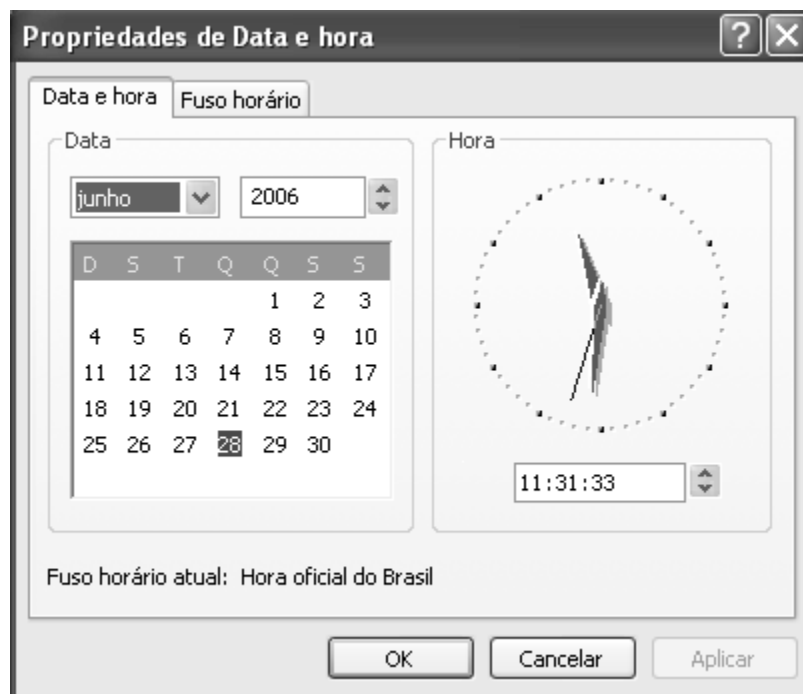 Propriedades de Data e hora
Data e hora Fuso horário
Data
junho 2006
D S T Q Q S S
1 2 3
4 5 6 7 8 9 10
11 12 13 14 15 16 17
18 19 20 21 22 23 24
25 26 27 28 29 30
Hora
11:31:33
Fuso horário atual: Hora oficial do Brasil
OK Cancelar Aplicar